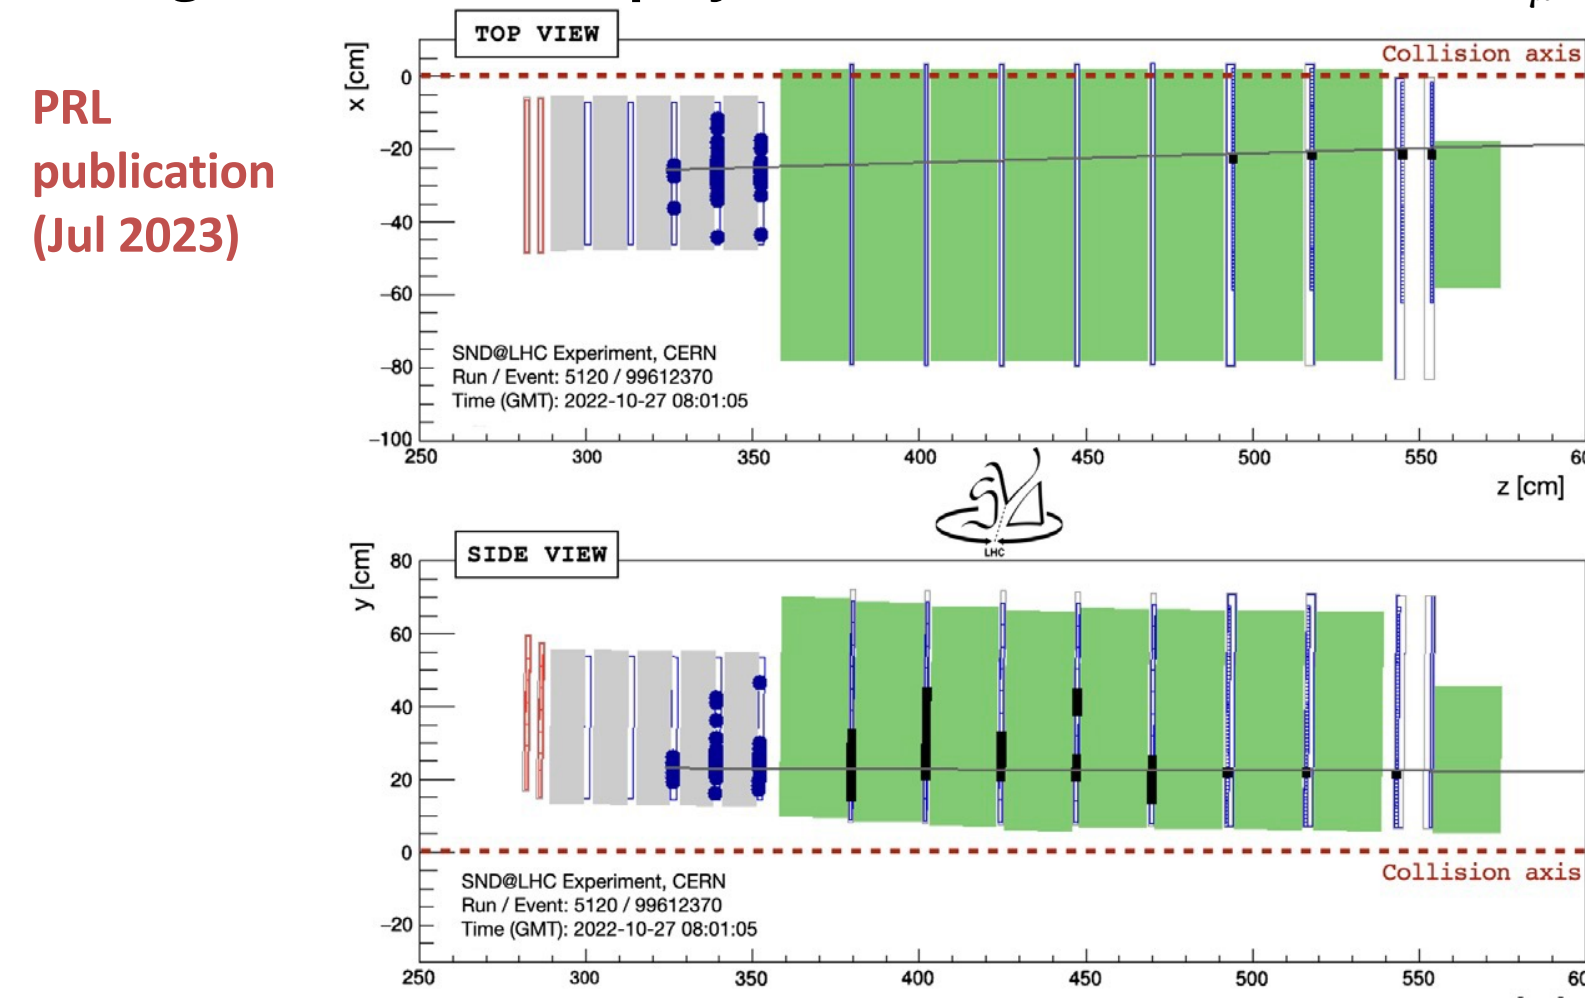 PRL
publication
(Jul 2023)
TOP VIEW
Collision axis
x [cm]
0
−20
−40
−60
−80
−100
SND@LHC Experiment, CERN
Run / Event: 5120 / 99612370
Time (GMT): 2022-10-27 08:01:05
250 300 350 400 450 500 550
z [cm]
LHC
SIDE VIEW
y [cm]
80
60
40
20
0
−20
Collision axis
SND@LHC Experiment, CERN
Run / Event: 5120 / 99612370
Time (GMT): 2022-10-27 08:01:05
250 300 350 400 450 500 550